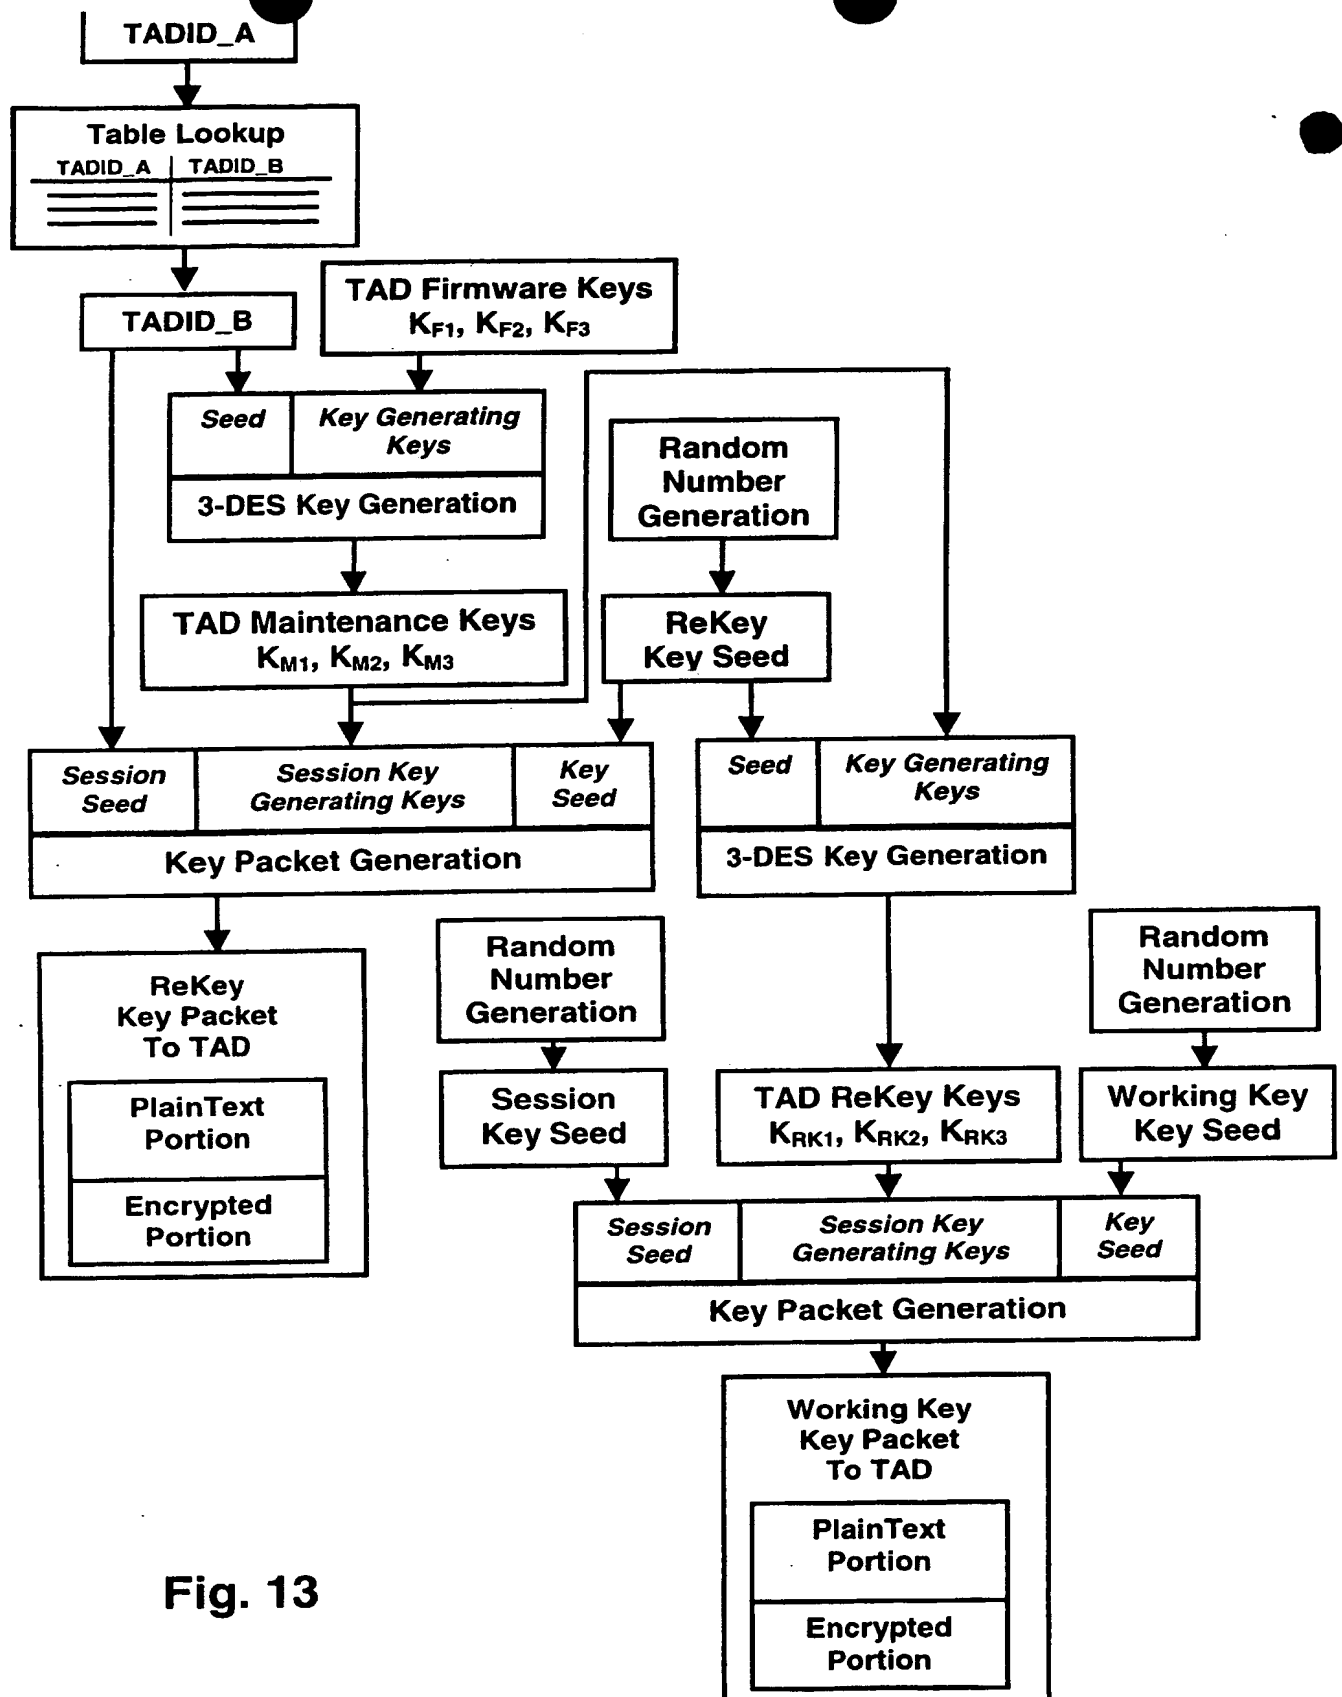 TADID_A
Table Lookup
TADID_A TADID_B
TADID_B
TAD Firmware Keys
KF1, KF2, KF3
Seed
Key Generating
Keys
3-DES Key Generation
Random
Number
Generation
TAD Maintenance Keys
KM1, KM2, KM3
ReKey
Key Seed
Session
Seed
Session Key
Generating Keys
Key
Seed
Key Packet Generation
Seed
Key Generating
Keys
3-DES Key Generation
ReKey
Key Packet
To TAD
PlainText
Portion
Encrypted
Portion
Random
Number
Generation
Session
Key Seed
TAD ReKey Keys
KRK1, KRK2, KRK3
Random
Number
Generation
Working Key
Key Seed
Session
Seed
Session Key
Generating Keys
Key
Seed
Key Packet Generation
Working Key
Key Packet
To TAD
PlainText
Portion
Encrypted
Portion
Fig. 13